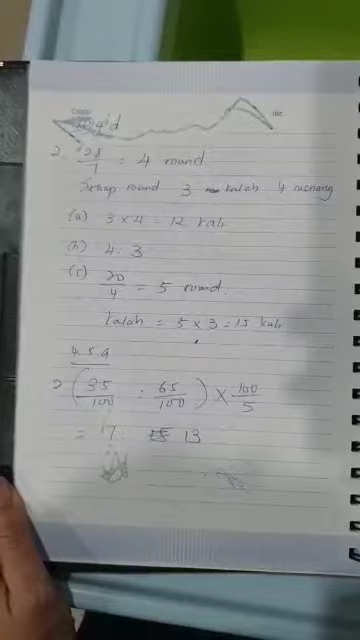 4 d
2. 28/7 = 4 round
Setiap round 3 kalah 4 menang
(a) 3 × 4 = 12 kali
(b) 4 : 3
(c) 20/4 = 5 round.
Kalah = 5 × 3 = 15 kali
4.5 a
2 (35/100 : 65/100) × 100/5
= 7 : 13